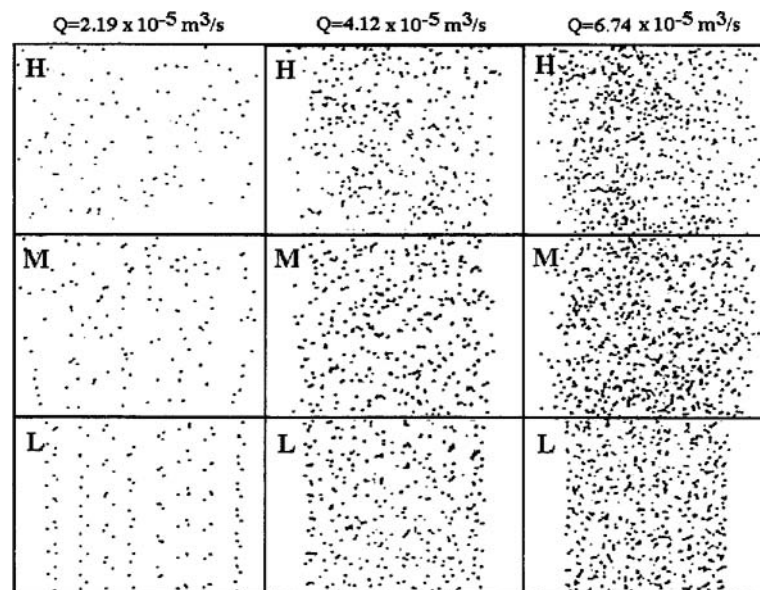 Q=2.19 x 10⁻⁵ m³/s Q=4.12 x 10⁻⁵ m³/s Q=6.74 x 10⁻⁵ m³/s
H H H
M M M
L L L